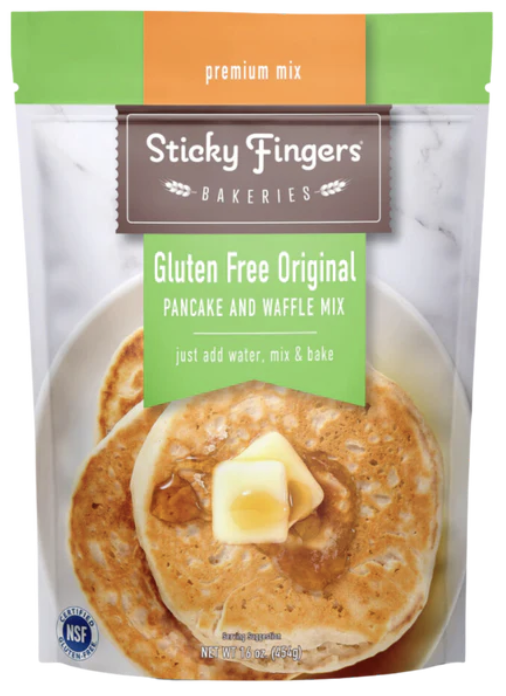 premium mix
Sticky Fingers
BAKERIES
Gluten Free Original
PANCAKE AND WAFFLE MIX
just add water, mix & bake
CERTIFIED
NSF
GLUTEN-FREE
Serving Suggestion
NET WT 16 oz. (454g)